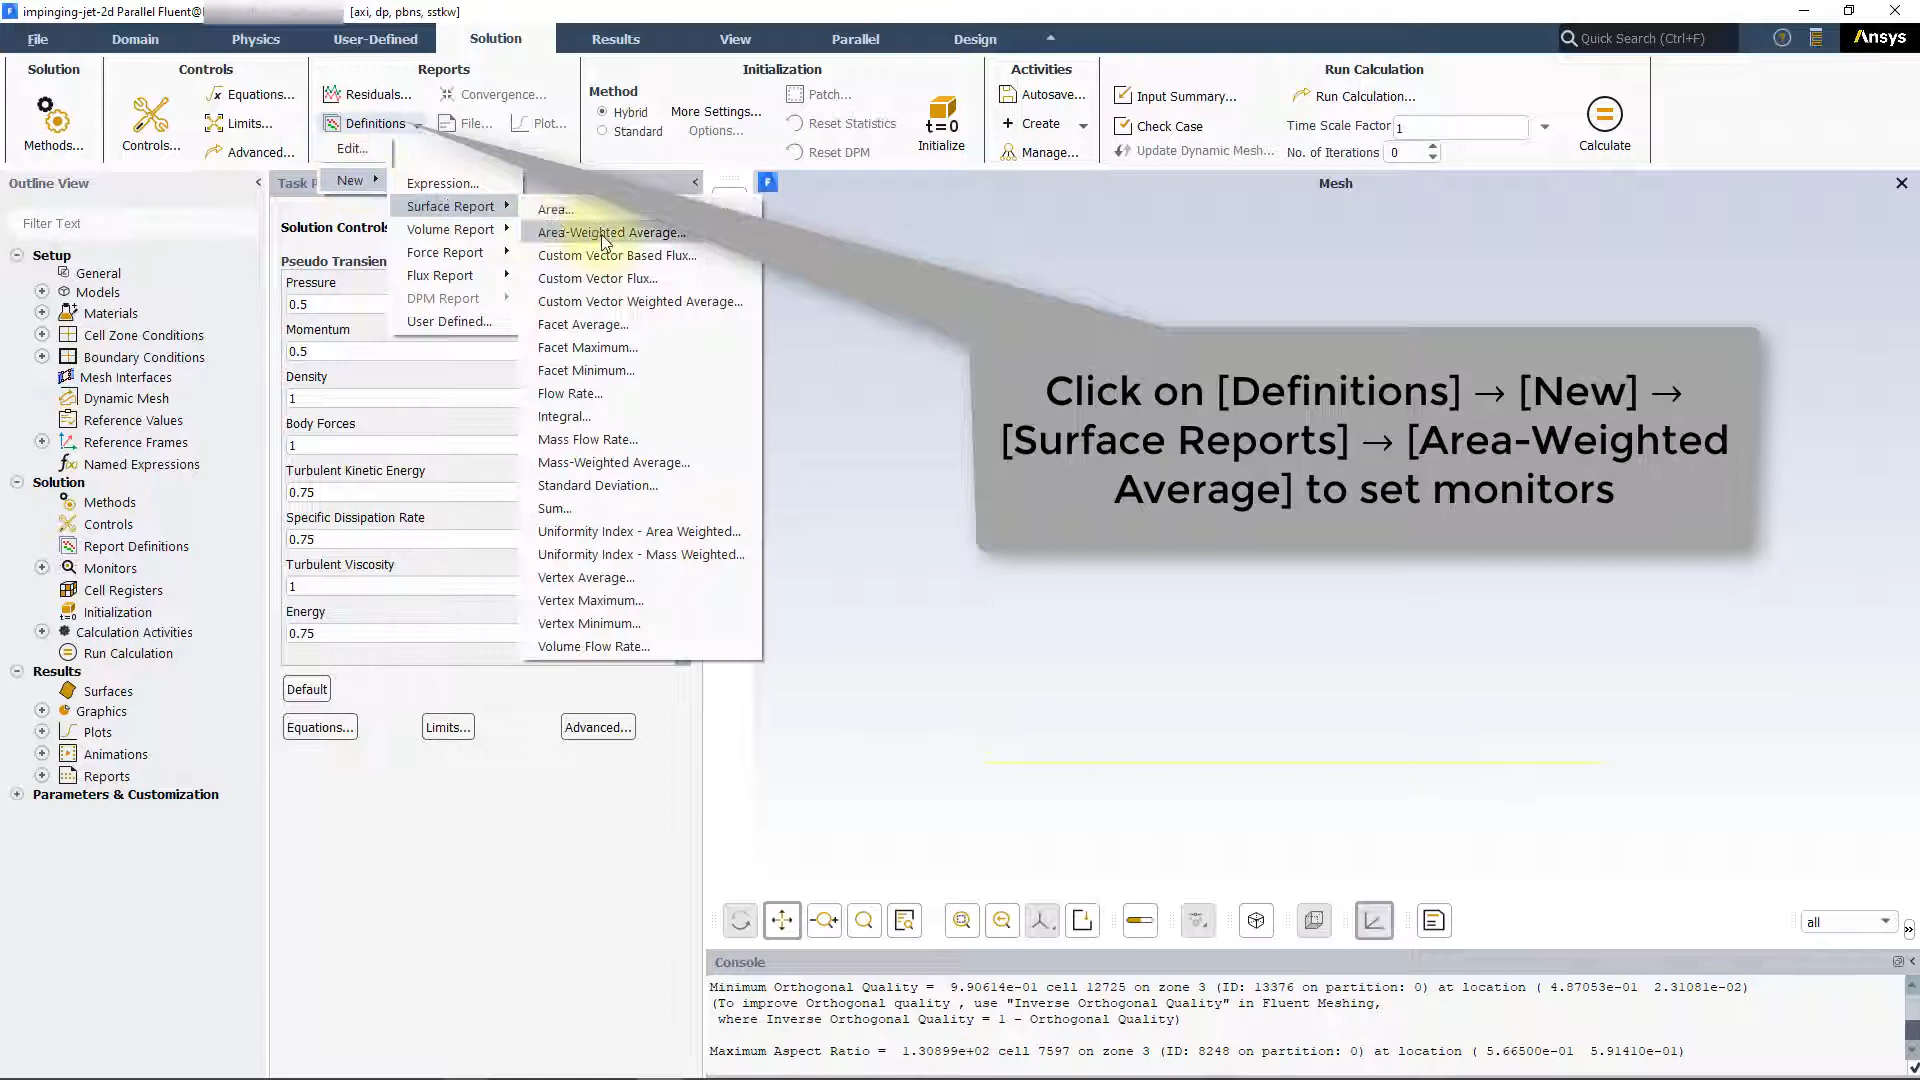 impinging-jet-2d Parallel Fluent@ [axi, dp, pbns, sstkw]
File Domain Physics User-Defined Solution Results View Parallel Design Quick Search (Ctrl+F) Ansys
Solution Controls Reports Initialization Activities Run Calculation
Methods...
Controls...
Equations...
Limits...
Advanced...
Residuals... Convergence...
Definitions File... Plot...
Method
Hybrid
Standard
More Settings...
Options...
Patch...
Reset Statistics
Reset DPM
t=0
Initialize
Autosave...
Create
Manage...
Input Summary...
Check Case
Update Dynamic Mesh...
Run Calculation...
Time Scale Factor 1
No. of Iterations 0
Calculate
Edit...
New
Expression...
Surface Report
Volume Report
Force Report
Flux Report
DPM Report
User Defined...
Area...
Area-Weighted Average...
Custom Vector Based Flux...
Custom Vector Flux...
Custom Vector Weighted Average...
Facet Average...
Facet Maximum...
Facet Minimum...
Flow Rate...
Integral...
Mass Flow Rate...
Mass-Weighted Average...
Standard Deviation...
Sum...
Uniformity Index - Area Weighted...
Uniformity Index - Mass Weighted...
Vertex Average...
Vertex Maximum...
Vertex Minimum...
Volume Flow Rate...
Outline View
Filter Text
Setup
General
Models
Materials
Cell Zone Conditions
Boundary Conditions
Mesh Interfaces
Dynamic Mesh
Reference Values
Reference Frames
Named Expressions
Solution
Methods
Controls
Report Definitions
Monitors
Cell Registers
Initialization
Calculation Activities
Run Calculation
Results
Surfaces
Graphics
Plots
Animations
Reports
Parameters & Customization
Task P
Solution Controls
Pseudo Transien
Pressure
0.5
Momentum
0.5
Density
1
Body Forces
1
Turbulent Kinetic Energy
0.75
Specific Dissipation Rate
0.75
Turbulent Viscosity
1
Energy
0.75
Default
Equations... Limits... Advanced...
Mesh
Click on [Definitions] → [New] →
[Surface Reports] → [Area-Weighted
Average] to set monitors
all
Console
Minimum Orthogonal Quality = 9.90614e-01 cell 12725 on zone 3 (ID: 13376 on partition: 0) at location ( 4.87053e-01 2.31081e-02)
(To improve Orthogonal quality , use "Inverse Orthogonal Quality" in Fluent Meshing,
where Inverse Orthogonal Quality = 1 - Orthogonal Quality)
Maximum Aspect Ratio = 1.30899e+02 cell 7597 on zone 3 (ID: 8248 on partition: 0) at location ( 5.66500e-01 5.91410e-01)